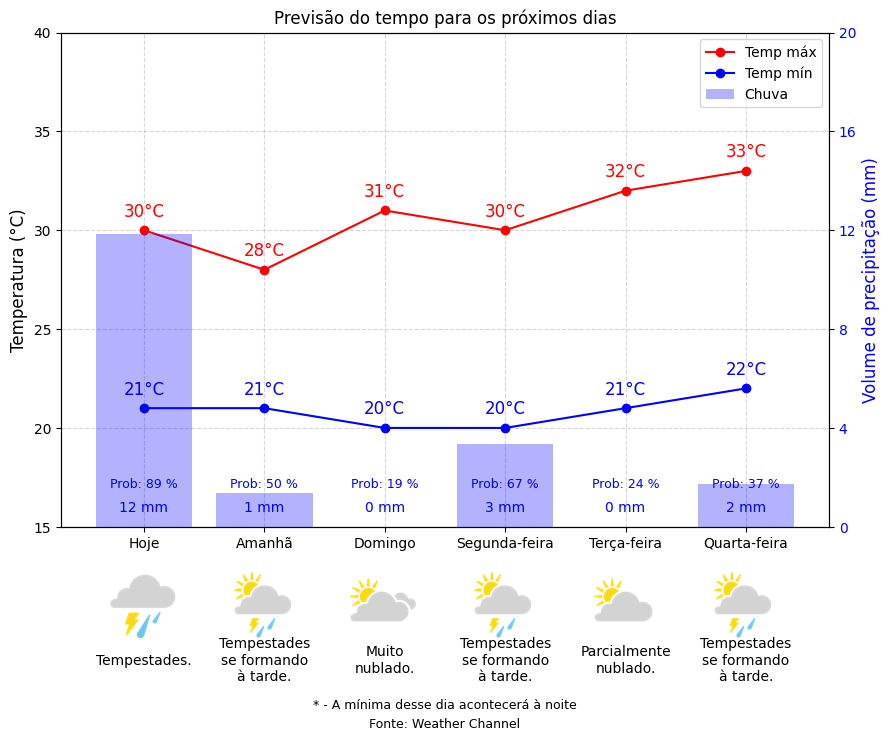 Previsão do tempo para os próximos dias
40
35
30
25
20
15
Temperatura (°C)
20
16
12
8
4
0
Volume de precipitação (mm)
Temp máx
Temp mín
Chuva
30°C
28°C
31°C
30°C
32°C
33°C
21°C
21°C
20°C
20°C
21°C
22°C
Prob: 89 %
Prob: 50 %
Prob: 19 %
Prob: 67 %
Prob: 24 %
Prob: 37 %
12 mm
1 mm
0 mm
3 mm
0 mm
2 mm
Hoje
Amanhã
Domingo
Segunda-feira
Terça-feira
Quarta-feira
Tempestades.
Tempestades
se formando
à tarde.
Muito
nublado.
Tempestades
se formando
à tarde.
Parcialmente
nublado.
Tempestades
se formando
à tarde.
* - A mínima desse dia acontecerá à noite
Fonte: Weather Channel